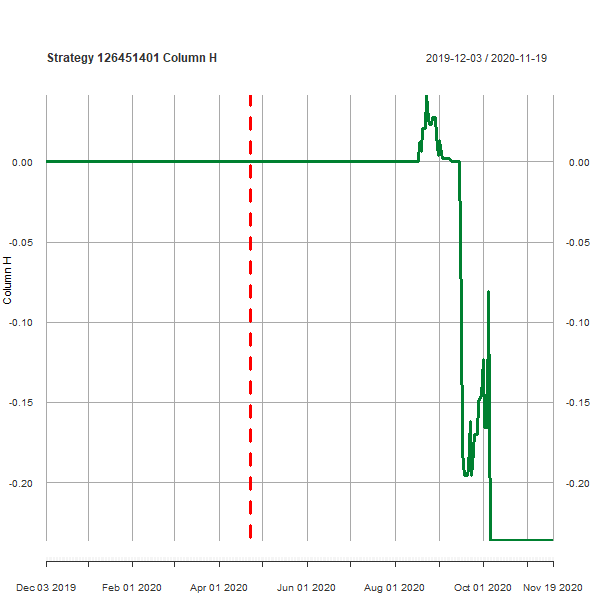 Strategy 126451401 Column H
2019-12-03 / 2020-11-19
0.00
0.00
-0.05
-0.05
Column H
-0.10
-0.10
-0.15
-0.15
-0.20
-0.20
Dec 03 2019
Feb 01 2020
Apr 01 2020
Jun 01 2020
Aug 01 2020
Oct 01 2020
Nov 19 2020